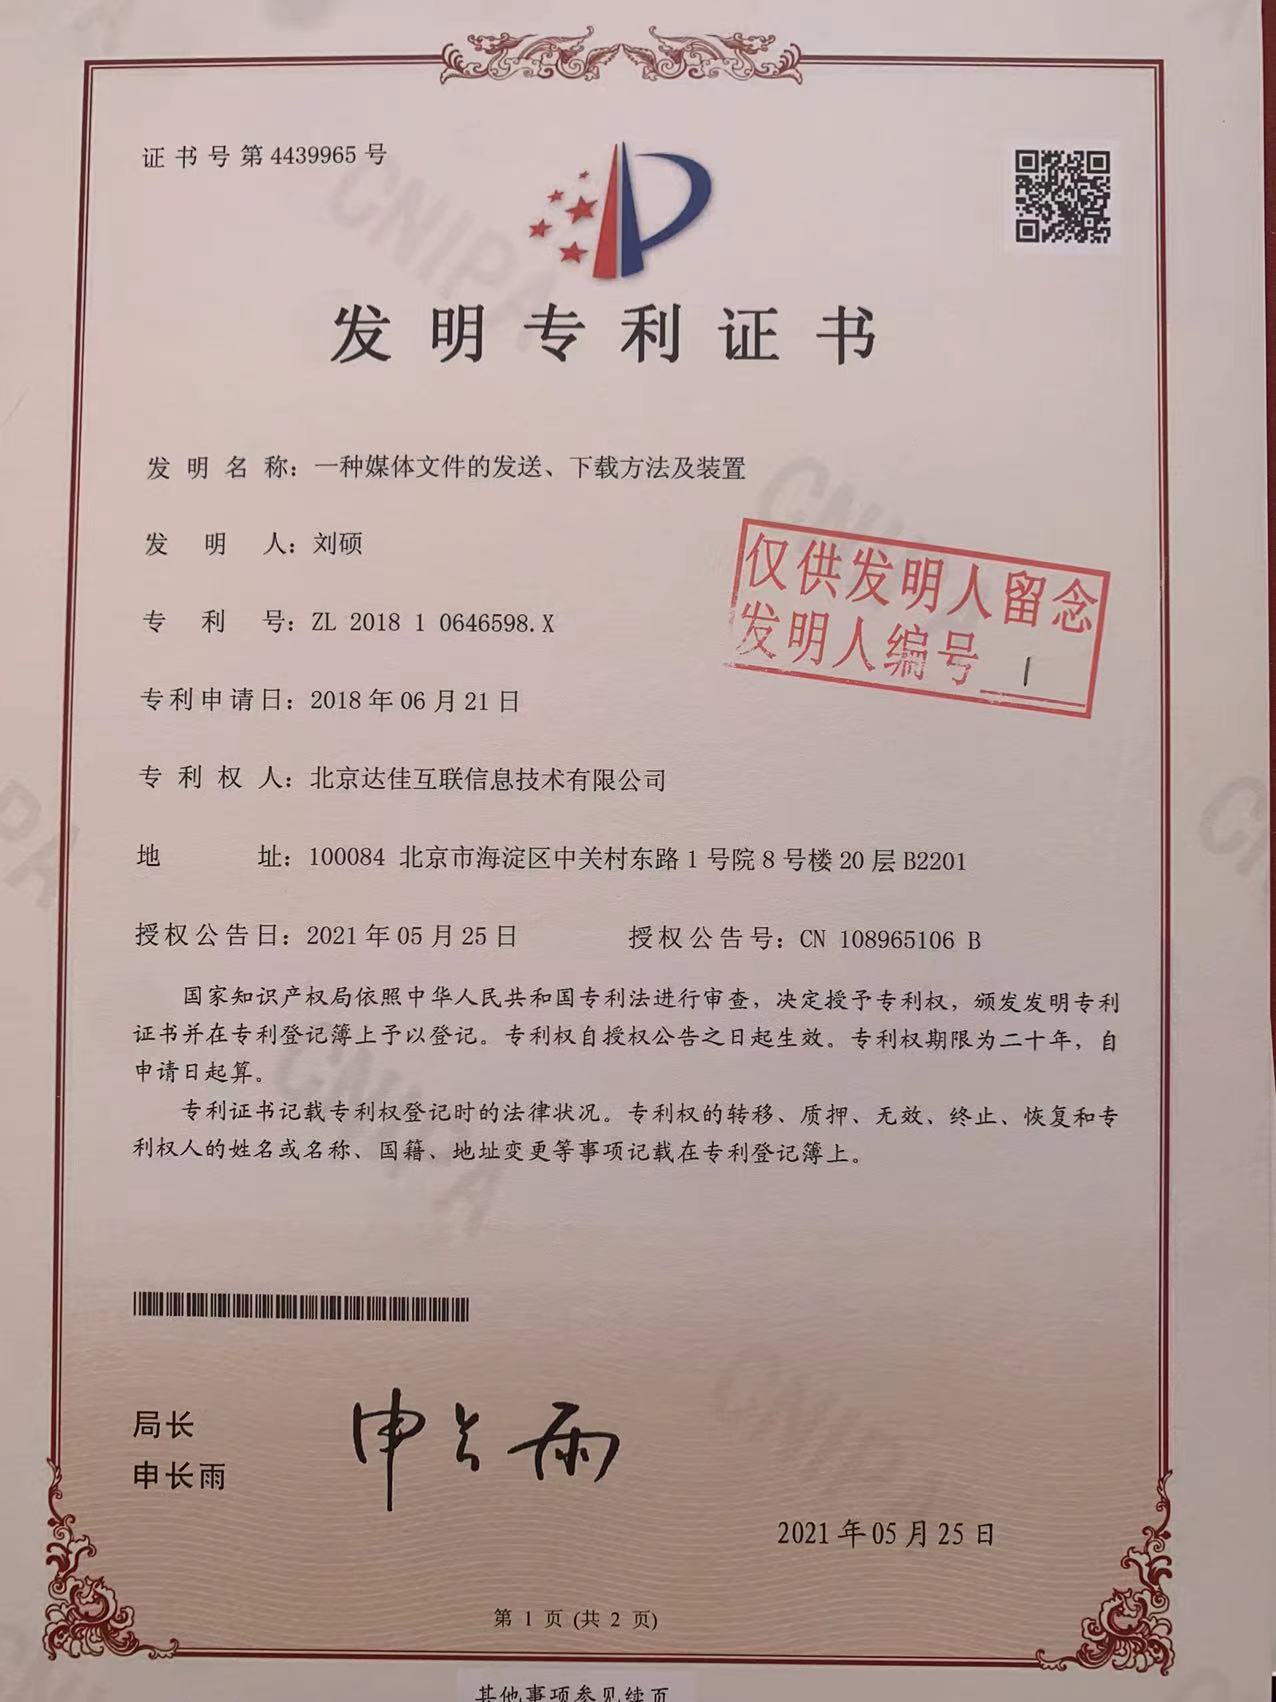 证书号第4439965号
发明专利证书
发明名称：一种媒体文件的发送、下载方法及装置
发明人：刘硕
仅供发明人留念
发明人编号 1
专利号：ZL 2018 1 0646598.X
专利申请日：2018年06月21日
专利权人：北京达佳互联信息技术有限公司
地址：100084 北京市海淀区中关村东路1号院8号楼20层B2201
授权公告日：2021年05月25日 授权公告号：CN 108965106 B
国家知识产权局依照中华人民共和国专利法进行审查，决定授予专利权，颁发发明专利
证书并在专利登记簿上予以登记。专利权自授权公告之日起生效。专利权期限为二十年，自
申请日起算。
专利证书记载专利权登记时的法律状况。专利权的转移、质押、无效、终止、恢复和专
利权人的姓名或名称、国籍、地址变更等事项记载在专利登记簿上。
局长
申长雨
申长雨
2021年05月25日
第 1 页 (共 2 页)
其他事项参见续页
CNIPA
CNIPA
CNIPA
CNIPA